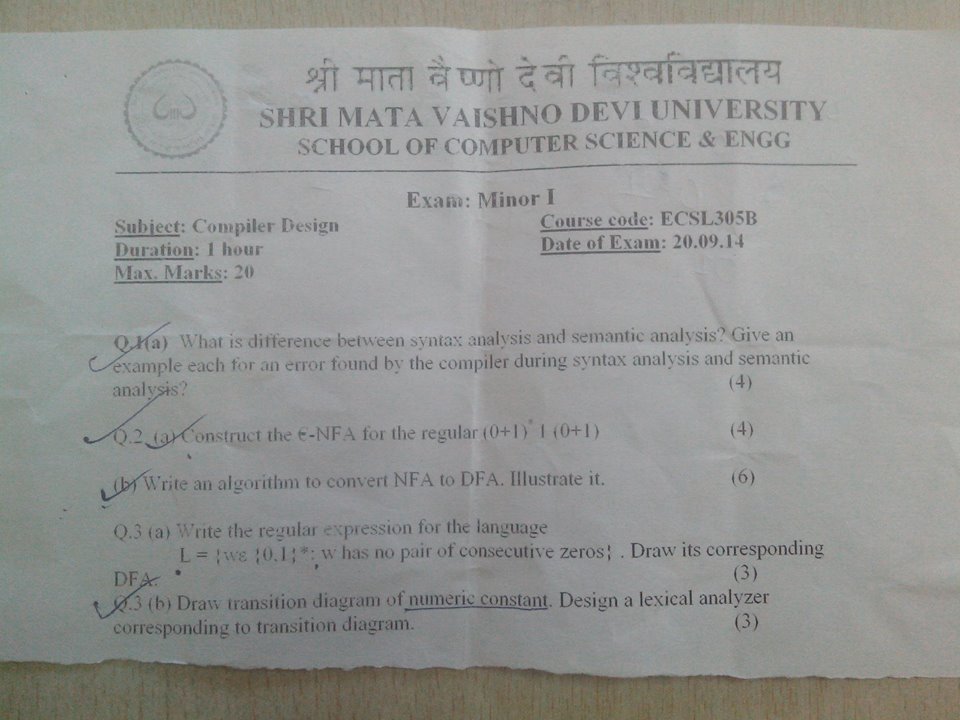 श्री माता वैष्णो देवी विश्वविद्यालय
SHRI MATA VAISHNO DEVI UNIVERSITY
SCHOOL OF COMPUTER SCIENCE & ENGG
Exam: Minor I
Subject: Compiler Design Course code: ECSL305B
Duration: 1 hour Date of Exam: 20.09.14
Max. Marks: 20
Q.1(a) What is difference between syntax analysis and semantic analysis? Give an
example each for an error found by the compiler during syntax analysis and semantic
analysis? (4)
Q.2 (a) Construct the Є-NFA for the regular (0+1)* 1 (0+1) (4)
(b) Write an algorithm to convert NFA to DFA. Illustrate it. (6)
Q.3 (a) Write the regular expression for the language
L = {wε {0.1}*; w has no pair of consecutive zeros} . Draw its corresponding
DFA. (3)
Q.3 (b) Draw transition diagram of numeric constant. Design a lexical analyzer
corresponding to transition diagram. (3)